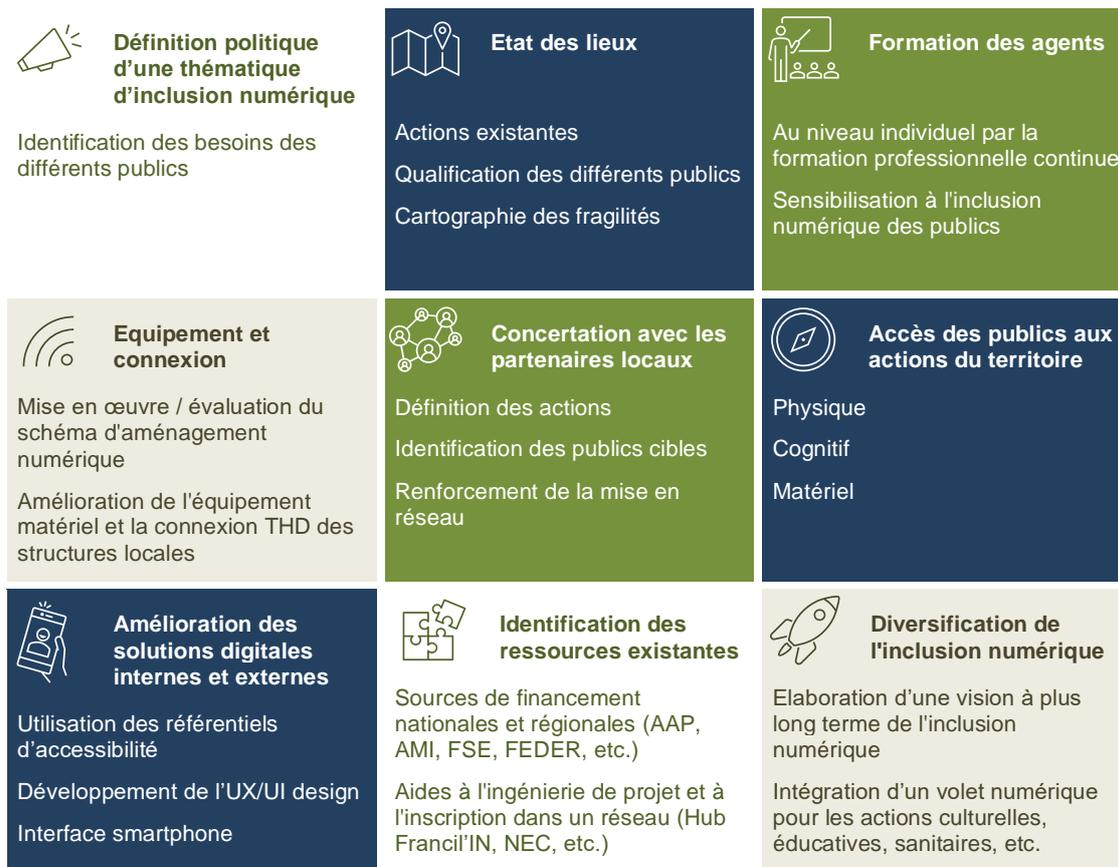 Définition politique
d’une thématique
d’inclusion numérique
Identification des besoins des
différents publics
Etat des lieux
Actions existantes
Qualification des différents publics
Cartographie des fragilités
Formation des agents
Au niveau individuel par la
formation professionnelle continue
Sensibilisation à l'inclusion
numérique des publics
Equipement et
connexion
Mise en œuvre / évaluation du
schéma d'aménagement
numérique
Amélioration de l'équipement
matériel et la connexion THD des
structures locales
Concertation avec les
partenaires locaux
Définition des actions
Identification des publics cibles
Renforcement de la mise en
réseau
Accès des publics aux
actions du territoire
Physique
Cognitif
Matériel
Amélioration des
solutions digitales
internes et externes
Utilisation des référentiels
d’accessibilité
Développement de l’UX/UI design
Interface smartphone
Identification des
ressources existantes
Sources de financement
nationales et régionales (AAP,
AMI, FSE, FEDER, etc.)
Aides à l'ingénierie de projet et à
l'inscription dans un réseau (Hub
Francil’IN, NEC, etc.)
Diversification de
l'inclusion numérique
Elaboration d’une vision à plus
long terme de l'inclusion
numérique
Intégration d’un volet numérique
pour les actions culturelles,
éducatives, sanitaires, etc.